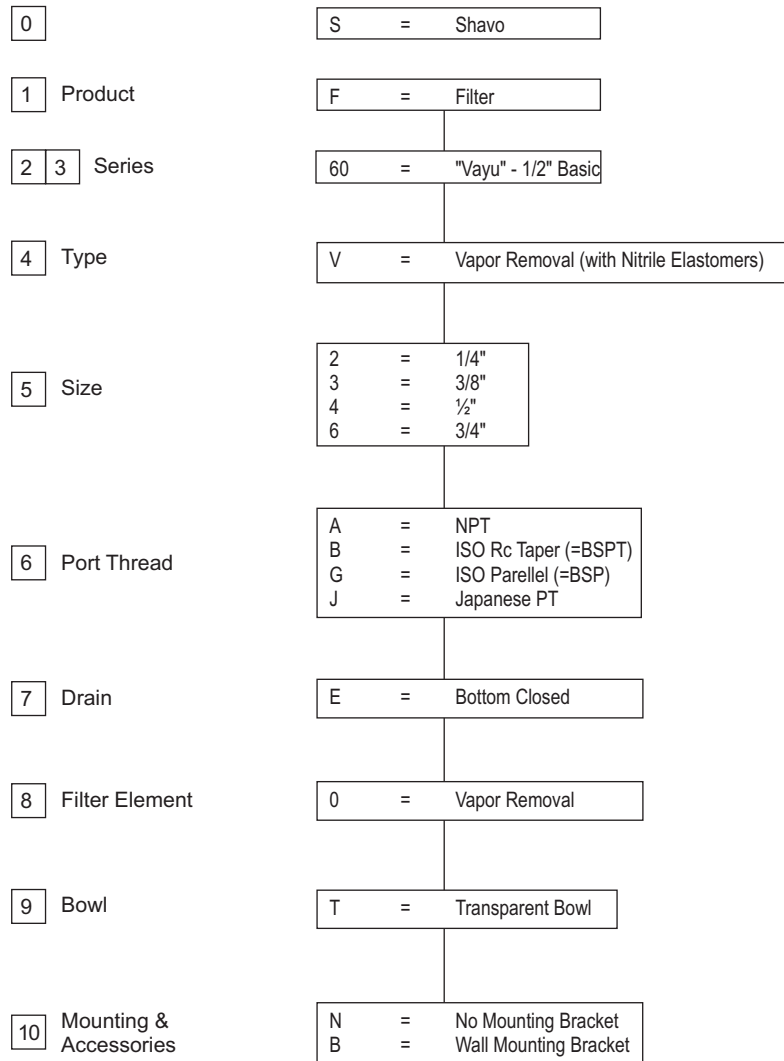 0 S = Shavo
1 Product F = Filter
2 3 Series 60 = "Vayu" - 1/2" Basic
4 Type V = Vapor Removal (with Nitrile Elastomers)
2 = 1/4"
3 = 3/8"
5 Size
4 = ½"
6 = 3/4"
A = NPT
B = ISO Rc Taper (=BSPT)
6 Port Thread
G = ISO Parellel (=BSP)
J = Japanese PT
7 Drain E = Bottom Closed
8 Filter Element 0 = Vapor Removal
9 Bowl T = Transparent Bowl
10 Mounting & Accessories
N = No Mounting Bracket
B = Wall Mounting Bracket